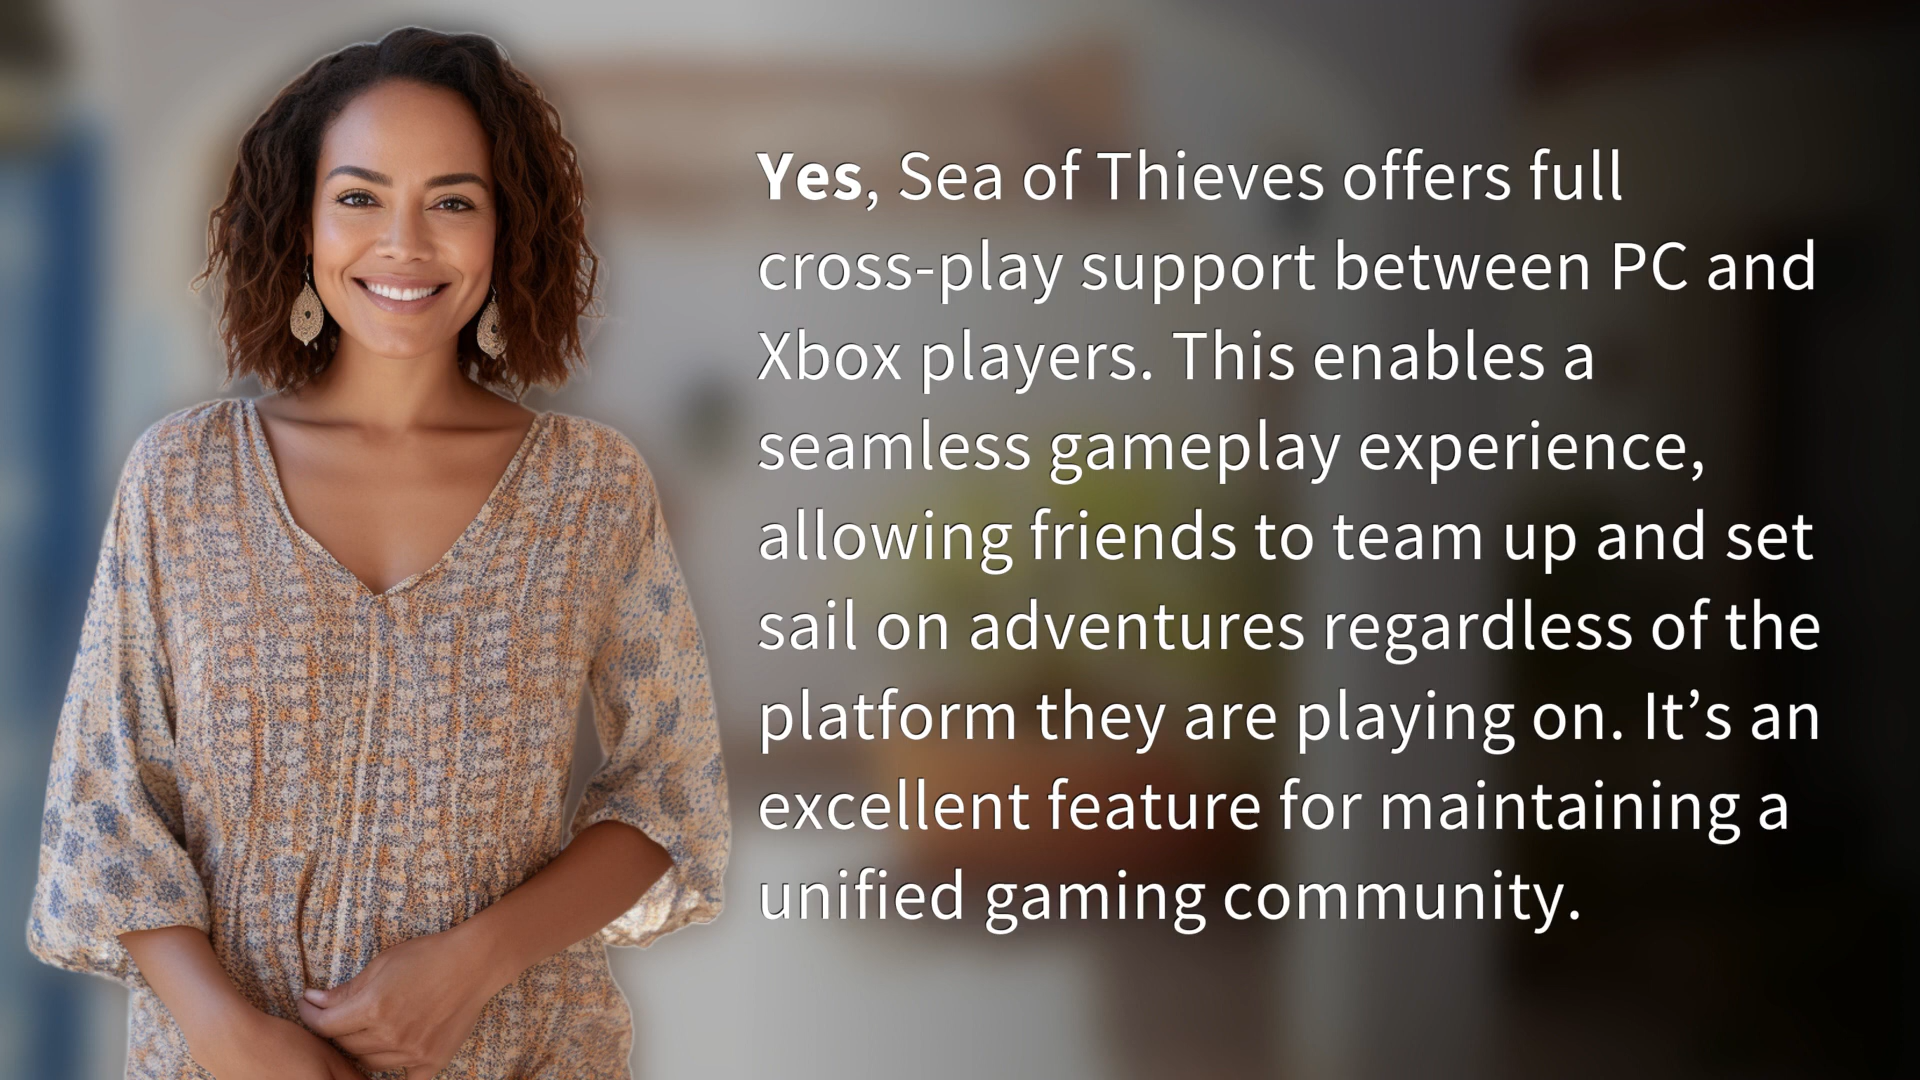 Yes, Sea of Thieves offers full
cross-play support between PC and
Xbox players. This enables a
seamless gameplay experience,
allowing friends to team up and set
sail on adventures regardless of the
platform they are playing on. It’s an
excellent feature for maintaining a
unified gaming community.